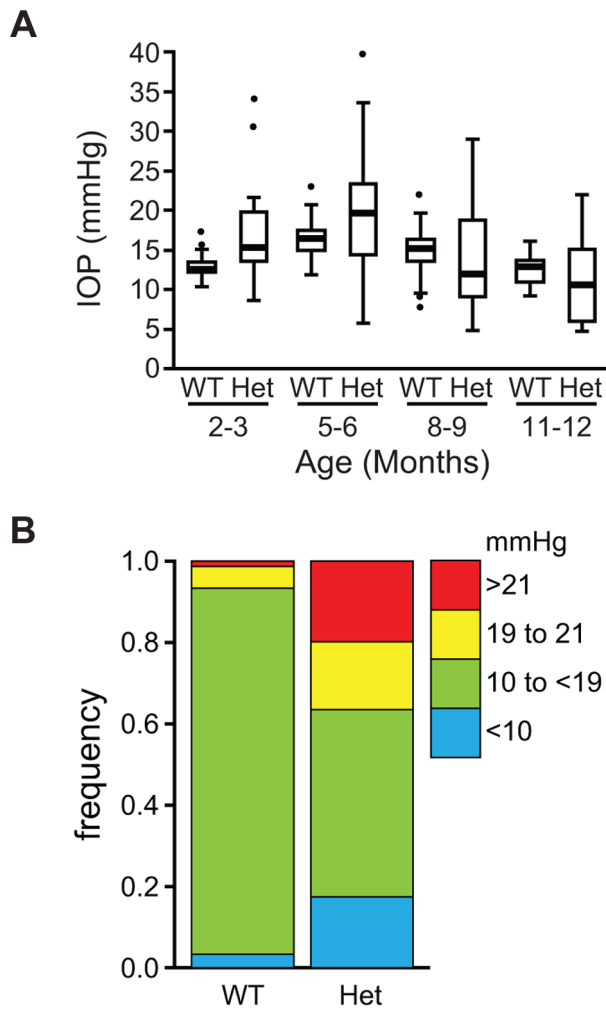 A
IOP (mmHg)
40
35
30
25
20
15
10
5
0
WT Het WT Het WT Het WT Het
2-3 5-6 8-9 11-12
Age (Months)
B
frequency
1.0
0.8
0.6
0.4
0.2
0.0
WT Het
mmHg
>21
19 to 21
10 to <19
<10